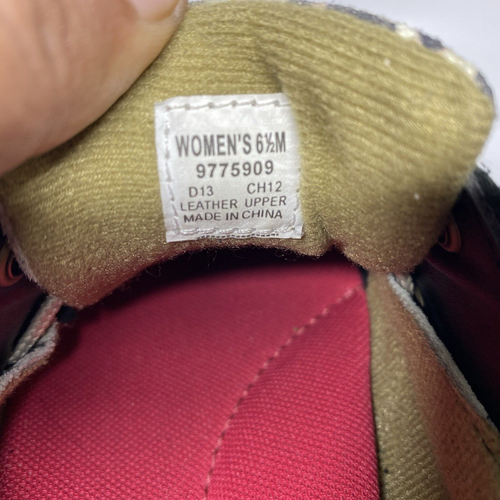 WOMEN'S 6½M
9775909
D13 CH12
LEATHER UPPER
MADE IN CHINA